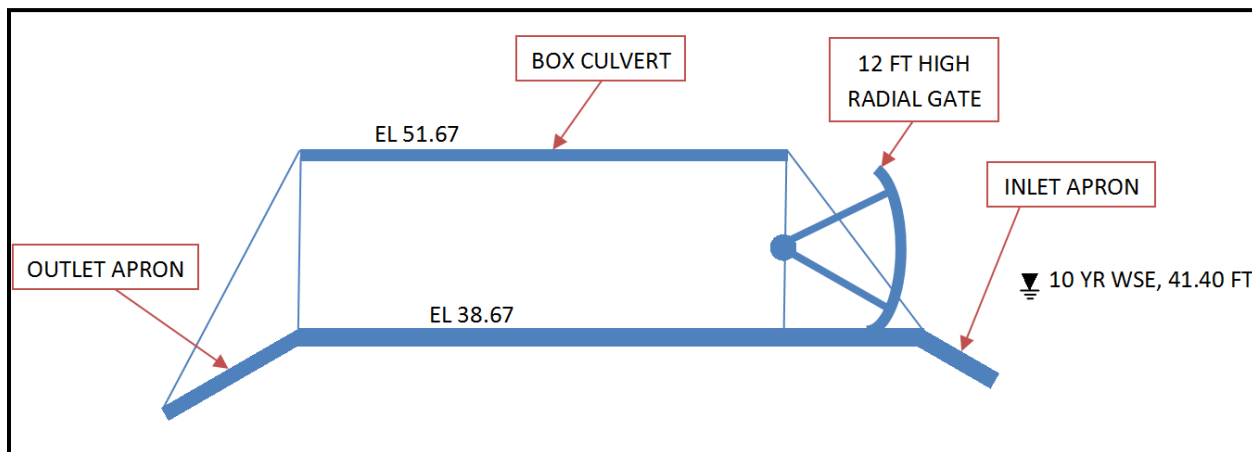 BOX CULVERT
12 FT HIGH
RADIAL GATE
EL 51.67
INLET APRON
OUTLET APRON
10 YR WSE, 41.40 FT
EL 38.67